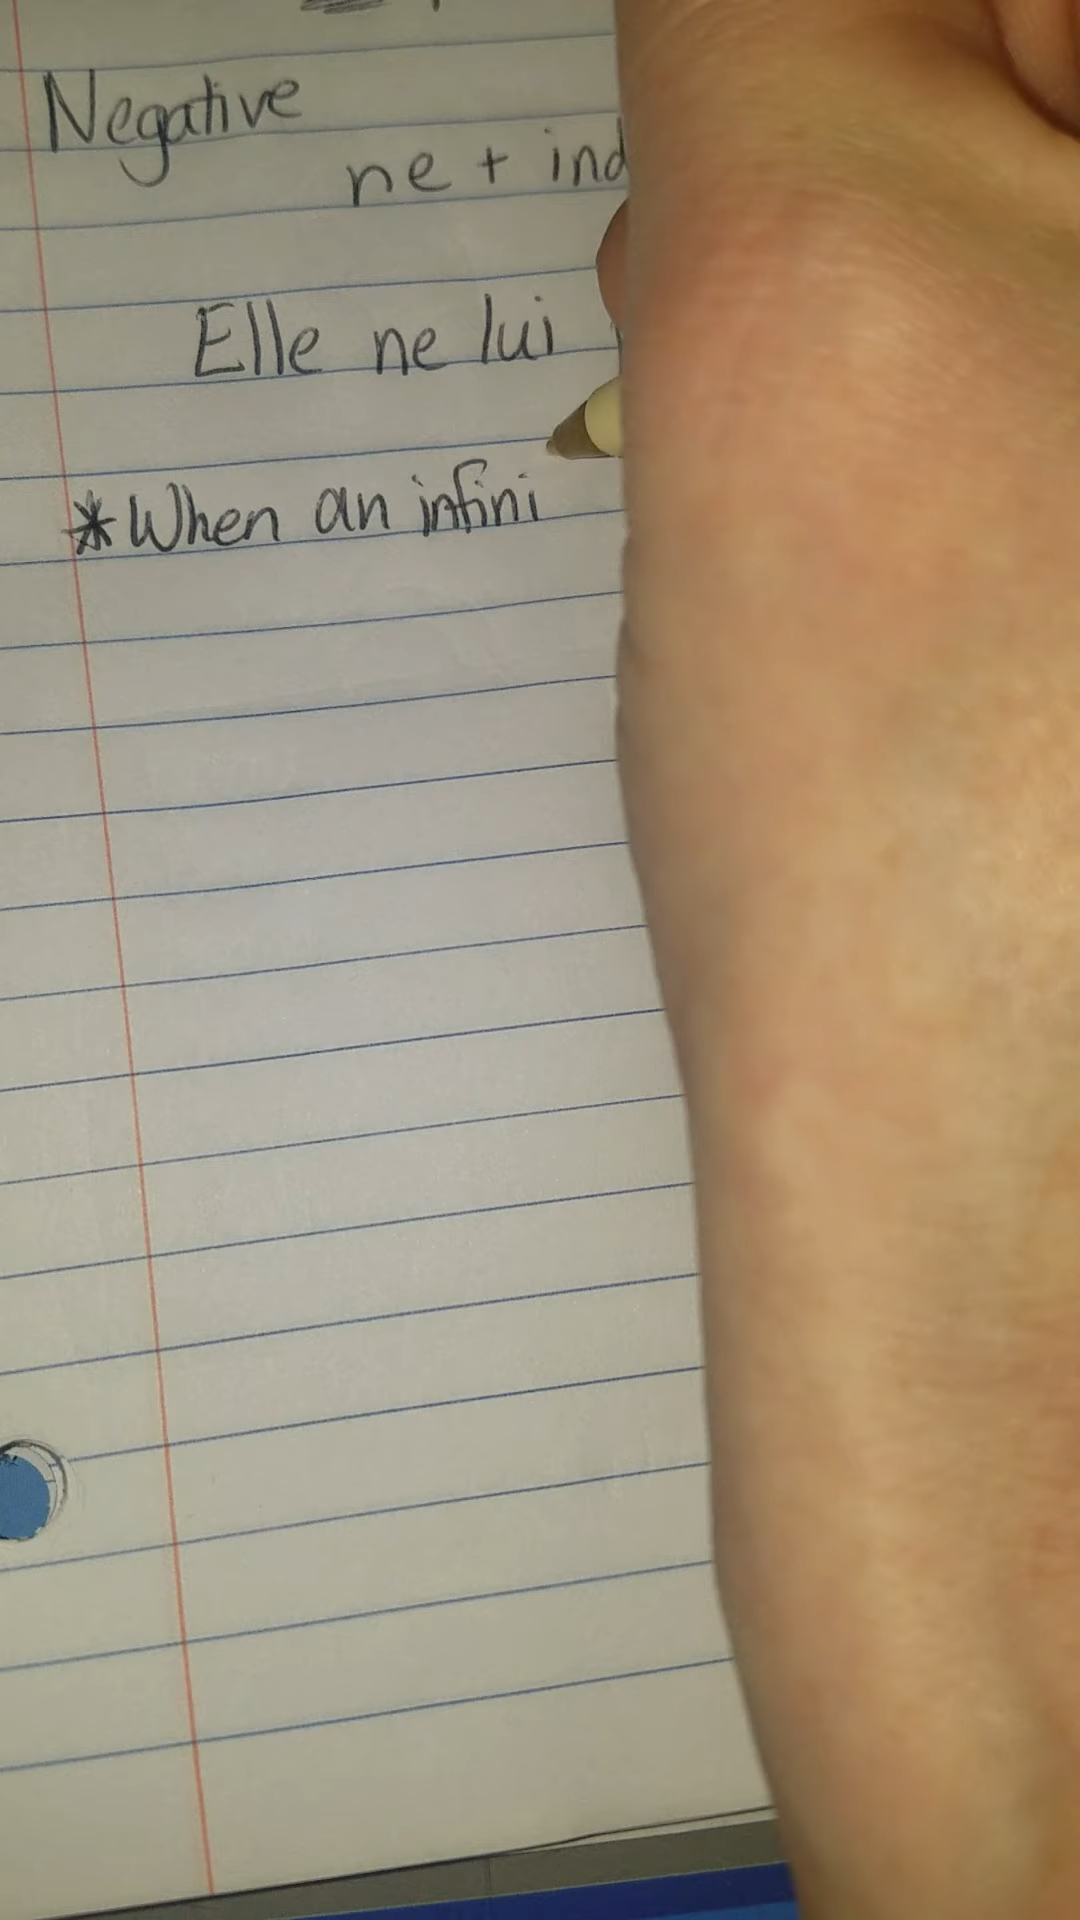 Negative
ne + ind
Elle ne lui
*When an infini